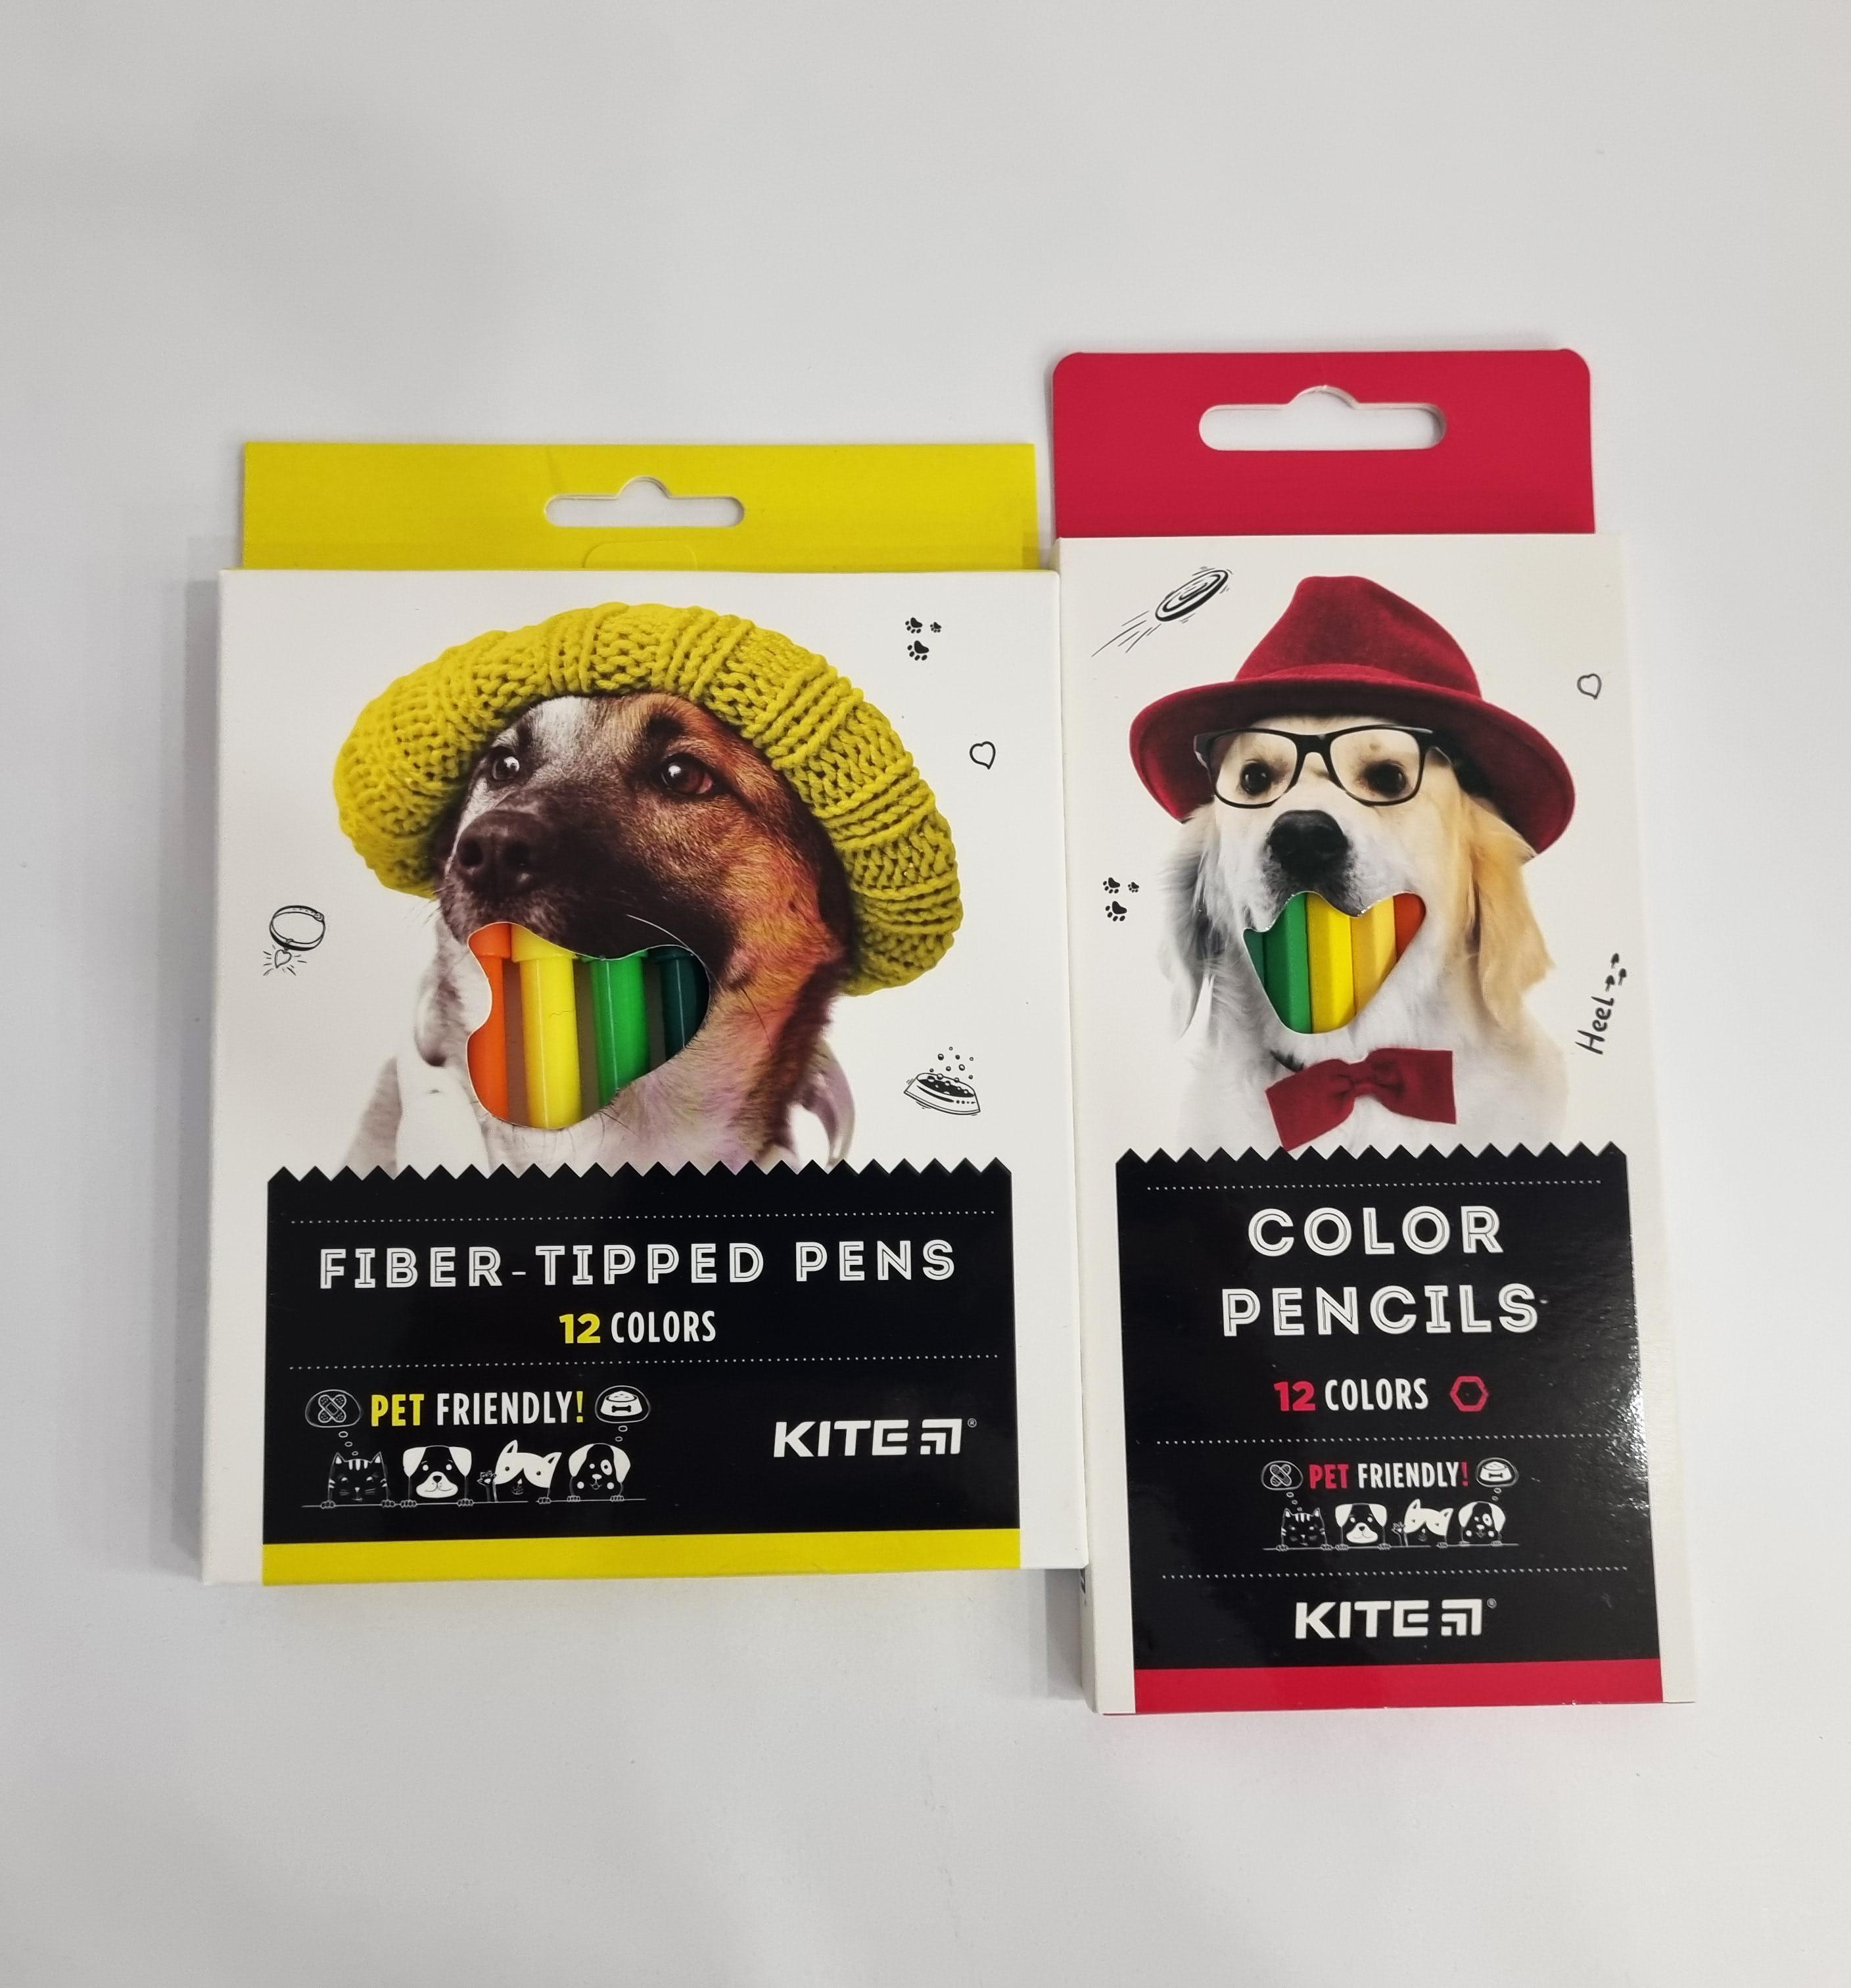 FIBER-TIPPED PENS
12 COLORS
PET FRIENDLY!
KITE ®
Heel
COLOR
PENCILS
12 COLORS
PET FRIENDLY!
KITE ®